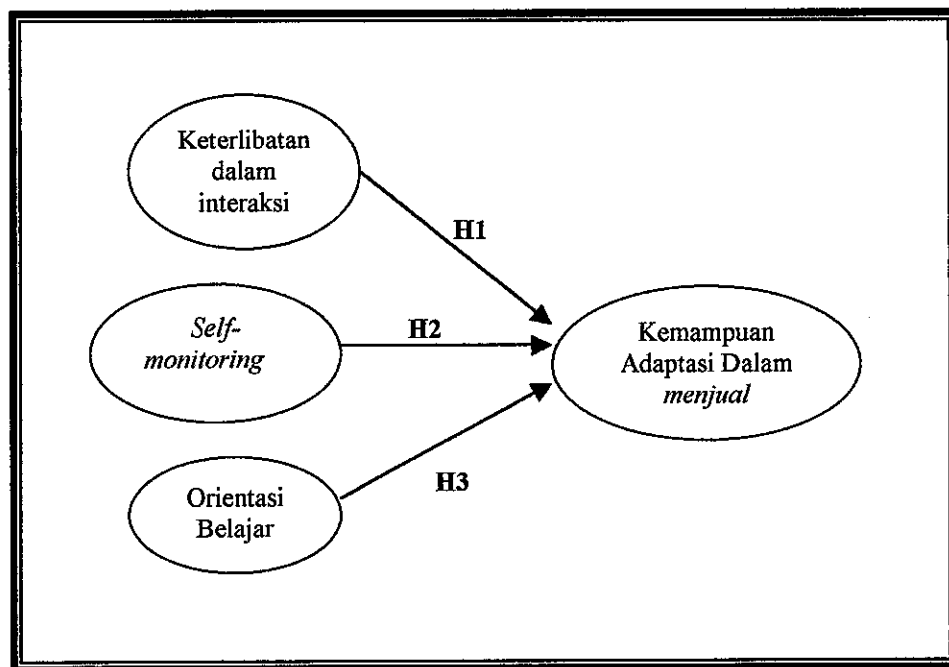 Keterlibatan
dalam
interaksi
H1
Self-
monitoring
H2
Kemampuan
Adaptasi Dalam
menjual
Orientasi
Belajar
H3